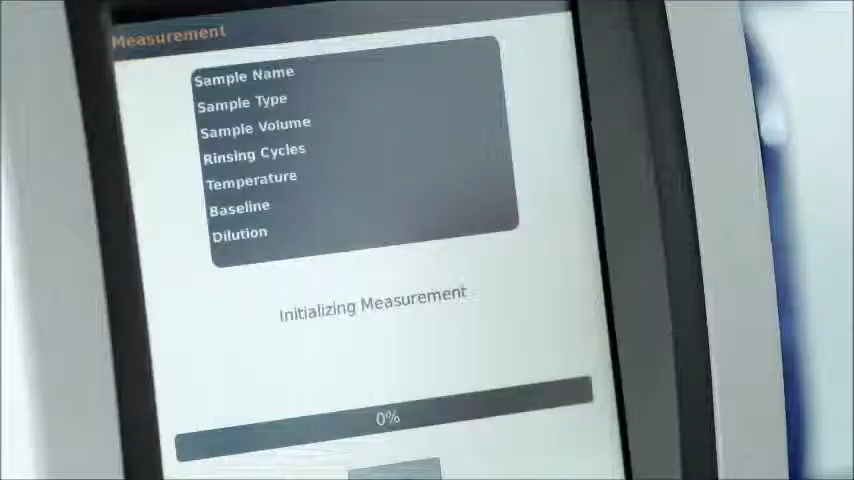 Measurement
Sample Name
Sample Type
Sample Volume
Rinsing Cycles
Temperature
Baseline
Dilution
Initializing Measurement
0%